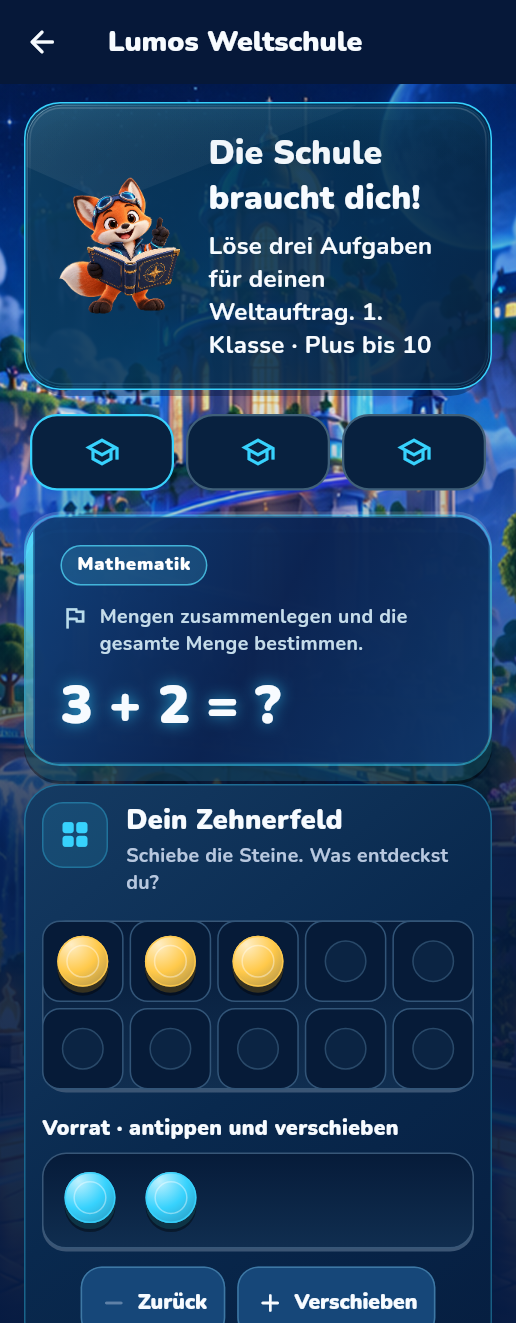 Lumos Weltschule
Die Schule
braucht dich!
Löse drei Aufgaben
für deinen
Weltauftrag. 1.
Klasse · Plus bis 10
Mathematik
Mengen zusammenlegen und die
gesamte Menge bestimmen.
3 + 2 = ?
Dein Zehnerfeld
Schiebe die Steine. Was entdeckst
du?
Vorrat · antippen und verschieben
Zurück
Verschieben